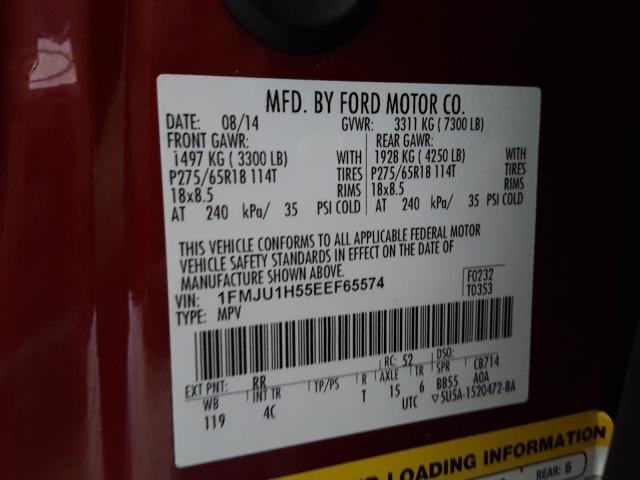 MFD. BY FORD MOTOR CO.
DATE: 08/14 GVWR: 3311 KG ( 7300 LB)
FRONT GAWR: REAR GAWR:
1497 KG ( 3300 LB) WITH 1928 KG ( 4250 LB) WITH
P275/65R18 114T TIRES P275/65R18 114T TIRES
18x8.5 RIMS 18x8.5 RIMS
AT 240 kPa/ 35 PSI COLD AT 240 kPa/ 35 PSI COLD
THIS VEHICLE CONFORMS TO ALL APPLICABLE FEDERAL MOTOR
VEHICLE SAFETY STANDARDS IN EFFECT ON THE DATE OF
MANUFACTURE SHOWN ABOVE.
VIN: 1FMJU1H55EEF65574 F0232
TYPE: MPV T0353
EXT PNT: RR RC: 52 DSO:
WB INT TR TP/PS R AXLE TR SPR CB714
119 4C T 15 6 BB55 A0A
UTC ▽5U5A-1520472-BA
LOADING INFORMATION
REAR: 6